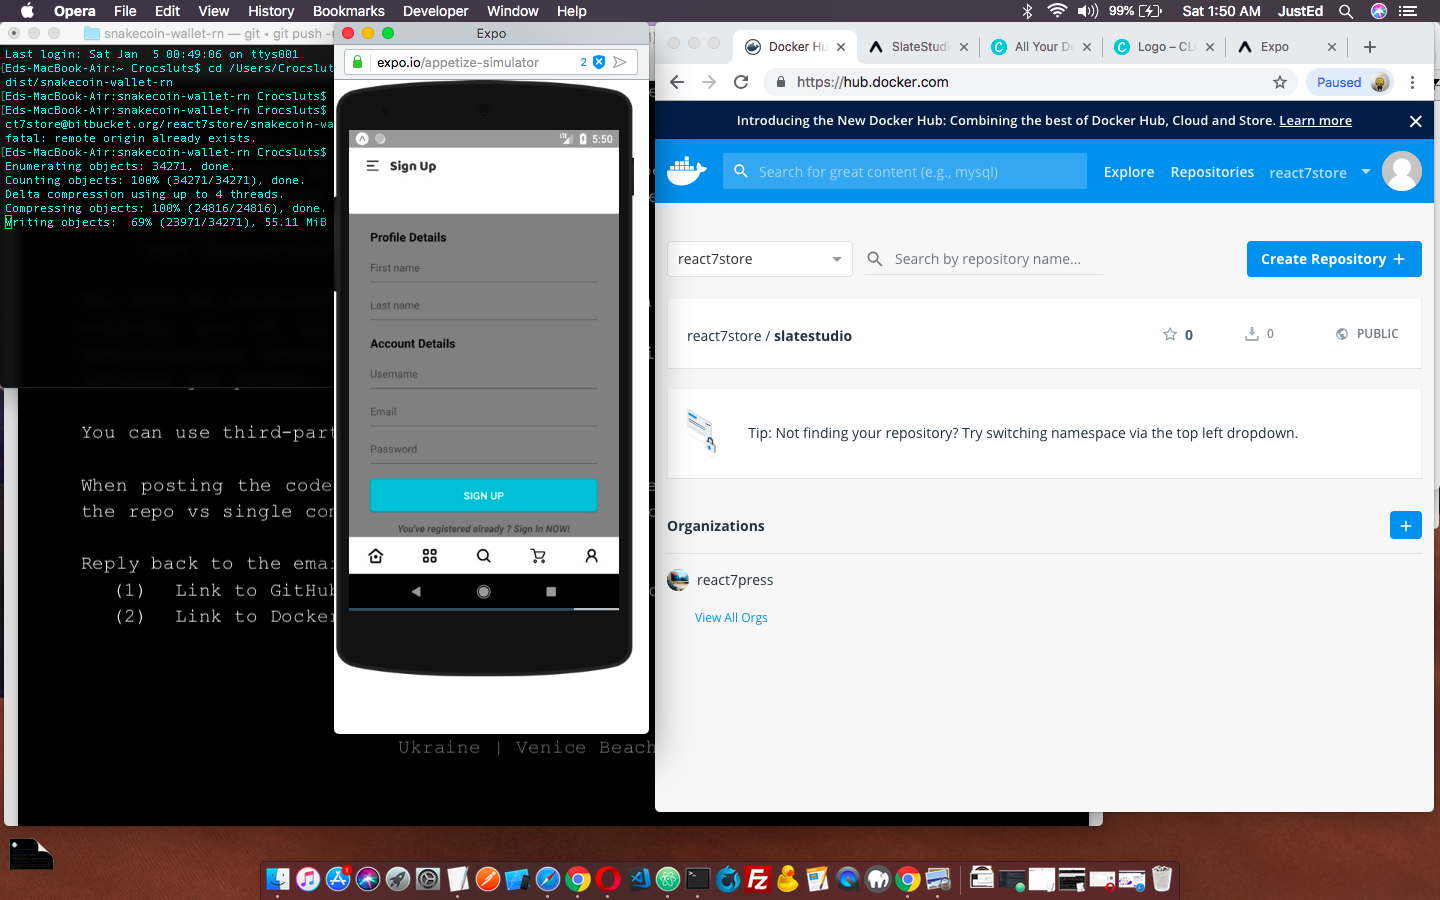 Opera File Edit View History Bookmarks Developer Window Help
99% Sat 1:50 AM JustEd
snakecoin-wallet-rn — git ◂ git push
Last login: Sat Jan  5 00:49:06 on ttys001
[Eds-MacBook-Air:~ Crocsluts$ cd /Users/Crocslut
dist/snakecoin-wallet-rn
[Eds-MacBook-Air:snakecoin-wallet-rn Crocsluts$
[Eds-MacBook-Air:snakecoin-wallet-rn Crocsluts$
ct7store@bitbucket.org/react7store/snakecoin-wa
fatal: remote origin already exists.
[Eds-MacBook-Air:snakecoin-wallet-rn Crocsluts$
Enumerating objects: 34271, done.
Counting objects: 100% (34271/34271), done.
Delta compression using up to 4 threads.
Compressing objects: 100% (24816/24816), done.
Writing objects:  69% (23971/34271), 55.11 MiB
You can use third-part
When posting the code
the repo vs single con
Reply back to the emai
(1) Link to GitHub
(2) Link to Docker
Ukraine | Venice Beach
Expo
expo.io/appetize-simulator 2
5:50
Sign Up
Profile Details
First name
Last name
Account Details
Username
Email
Password
SIGN UP
You've registered already ? Sign In NOW!
Docker Hu
SlateStudi
All Your De
Logo – CLO
Expo
https://hub.docker.com
Paused
Introducing the New Docker Hub: Combining the best of Docker Hub, Cloud and Store. Learn more
Search for great content (e.g., mysql)
Explore Repositories react7store
react7store
Search by repository name...
Create Repository +
react7store / slatestudio
0
0
PUBLIC
Tip: Not finding your repository? Try switching namespace via the top left dropdown.
Organizations
react7press
View All Orgs